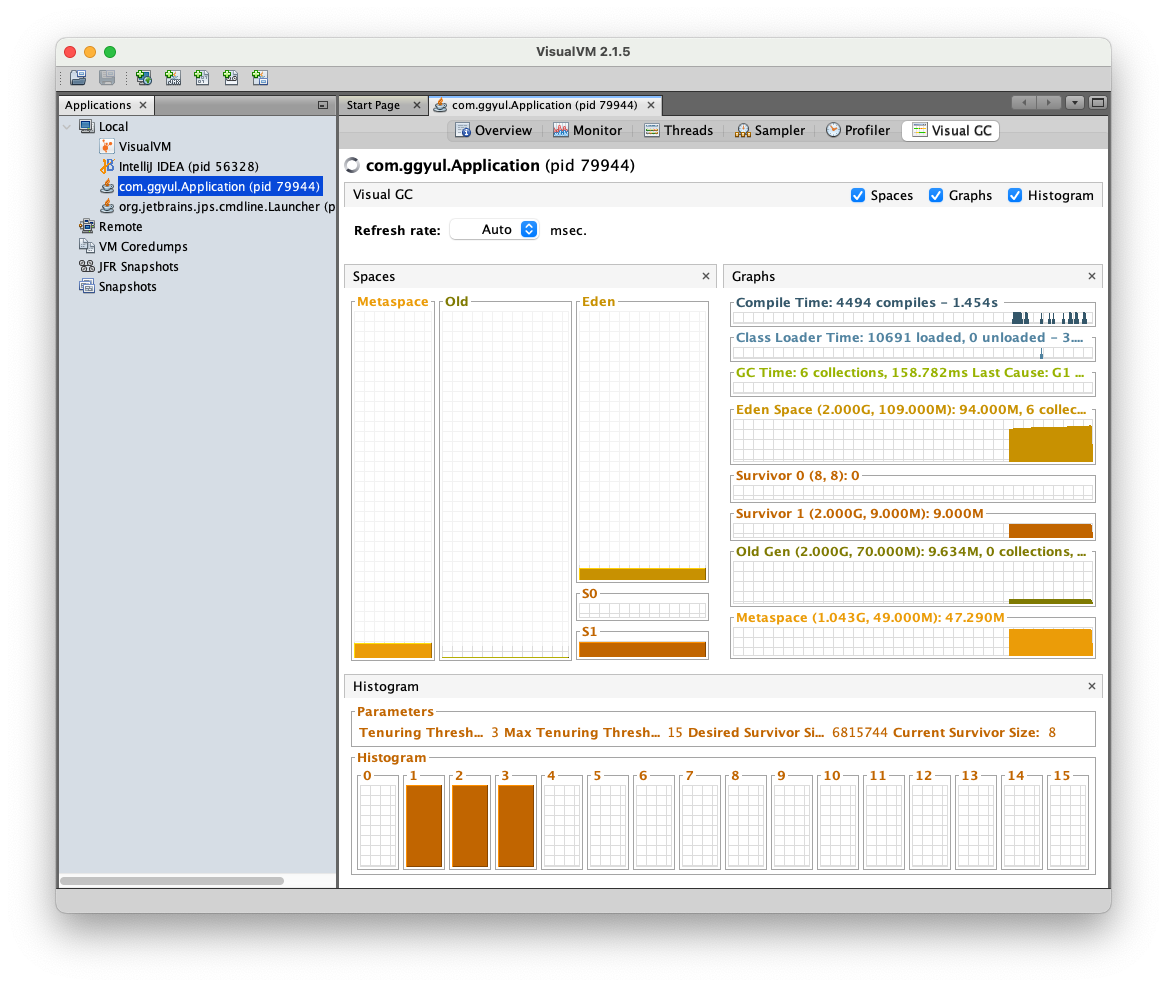 VisualVM 2.1.5
Applications
Start Page
com.ggyul.Application (pid 79944)
Local
VisualVM
IntelliJ IDEA (pid 56328)
com.ggyul.Application (pid 79944)
org.jetbrains.jps.cmdline.Launcher (p
Remote
VM Coredumps
JFR Snapshots
Snapshots
Overview Monitor Threads Sampler Profiler Visual GC
com.ggyul.Application (pid 79944)
Visual GC Spaces Graphs Histogram
Refresh rate: Auto msec.
Spaces
Metaspace Old Eden
S0
S1
Graphs
Compile Time: 4494 compiles - 1.454s
Class Loader Time: 10691 loaded, 0 unloaded - 3....
GC Time: 6 collections, 158.782ms Last Cause: G1 ...
Eden Space (2.000G, 109.000M): 94.000M, 6 collec...
Survivor 0 (8, 8): 0
Survivor 1 (2.000G, 9.000M): 9.000M
Old Gen (2.000G, 70.000M): 9.634M, 0 collections, ...
Metaspace (1.043G, 49.000M): 47.290M
Histogram
Parameters
Tenuring Thresh... 3 Max Tenuring Thresh... 15 Desired Survivor Si... 6815744 Current Survivor Size: 8
Histogram
0 1 2 3 4 5 6 7 8 9 10 11 12 13 14 15